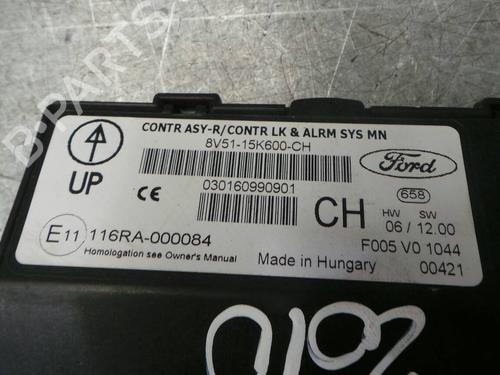 CONTR ASY-R/CONTR LK & ALRM SYS MN
8V51-15K600-CH
Ford
UP
CE
030160990901
CH
658
HW SW
06 / 12.00
E11 116RA-000084
F005 V0 1044
Homologation see Owner's Manual
Made in Hungary
00421
B-PARTS